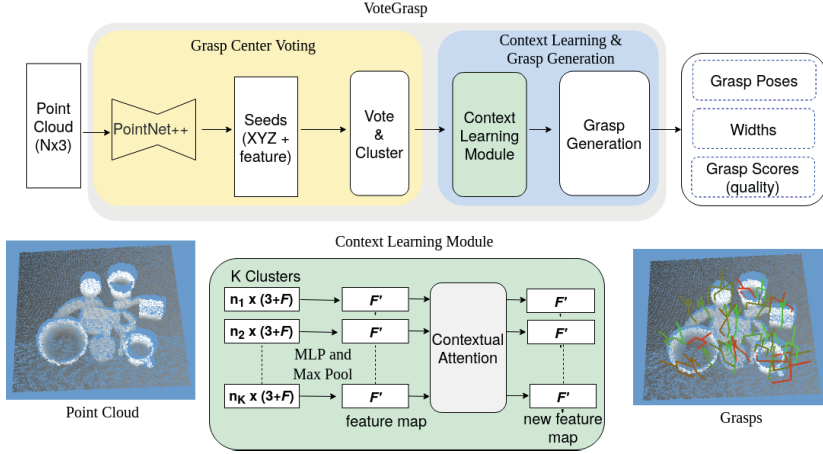 VoteGrasp
Grasp Center Voting
Context Learning &
Grasp Generation
Point
Cloud
(Nx3)
PointNet++
Seeds
(XYZ +
feature)
Vote
&
Cluster
Context
Learning
Module
Grasp
Generation
Grasp Poses
Widths
Grasp Scores
(quality)
Point Cloud
Context Learning Module
K Clusters
n1 x (3+F)
F'
F'
n2 x (3+F)
F'
F'
MLP and
Max Pool
Contextual
Attention
nK x (3+F)
F'
F'
feature map
new feature
map
Grasps